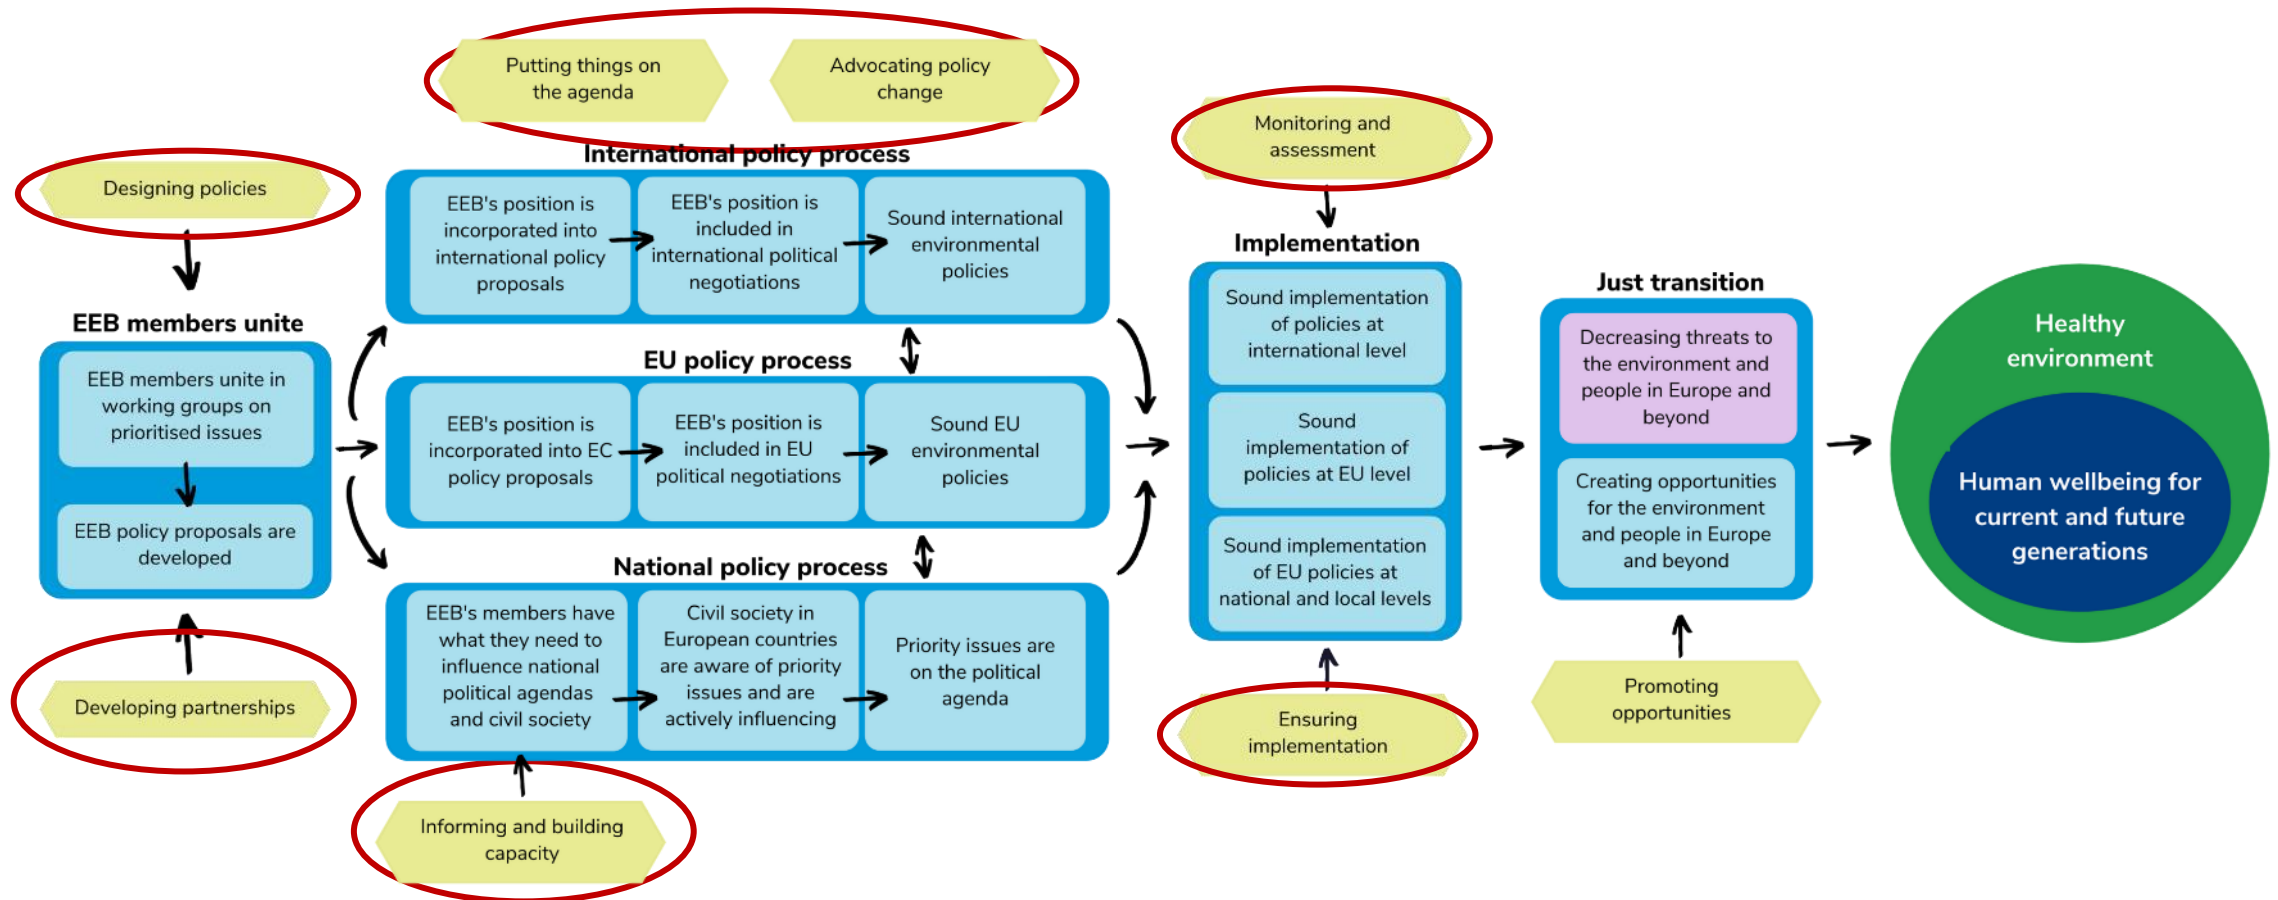 Putting things on
the agenda
Advocating policy
change
Monitoring and
assessment
Designing policies
International policy process
EEB's position is
incorporated into
international policy
proposals
EEB's position is
included in
international political
negotiations
Sound international
environmental
policies
EEB members unite
EEB members unite in
working groups on
prioritised issues
EEB policy proposals are
developed
EU policy process
EEB's position is
incorporated into EC
policy proposals
EEB's position is
included in EU
political negotiations
Sound EU
environmental
policies
National policy process
EEB's members have
what they need to
influence national
political agendas
and civil society
Civil society in
European countries
are aware of priority
issues and are
actively influencing
Priority issues are
on the political
agenda
Developing partnerships
Informing and building
capacity
Implementation
Sound implementation
of policies at
international level
Sound
implementation of
policies at EU level
Sound implementation
of EU policies at
national and local levels
Ensuring
implementation
Just transition
Decreasing threats to
the environment and
people in Europe and
beyond
Creating opportunities
for the environment
and people in Europe
and beyond
Promoting
opportunities
Healthy
environment
Human wellbeing for
current and future
generations